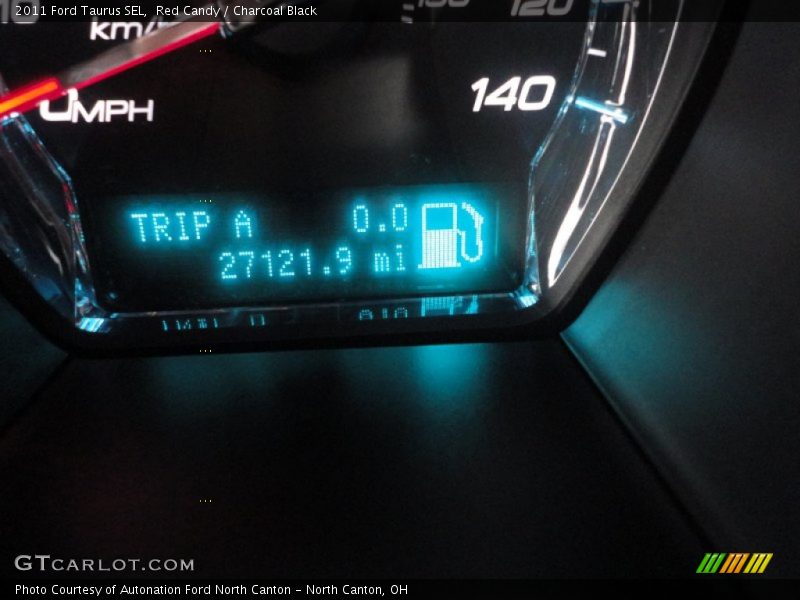 2011 Ford Taurus SEL, Red Candy / Charcoal Black
120
km/
0 MPH
140
TRIP A 0.0
27121.9 mi
GTCARLOT.COM
Photo Courtesy of Autonation Ford North Canton - North Canton, OH